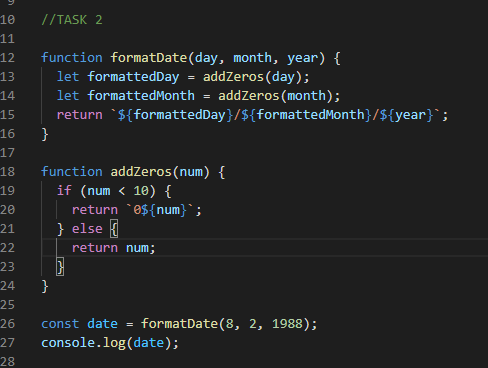 9
10 //TASK 2
11
12 function formatDate(day, month, year) {
13   let formattedDay = addZeros(day);
14   let formattedMonth = addZeros(month);
15   return `${formattedDay}/${formattedMonth}/${year}`;
16 }
17
18 function addZeros(num) {
19   if (num < 10) {
20     return `0${num}`;
21   } else {
22     return num;
23   }
24 }
25
26 const date = formatDate(8, 2, 1988);
27 console.log(date);
28